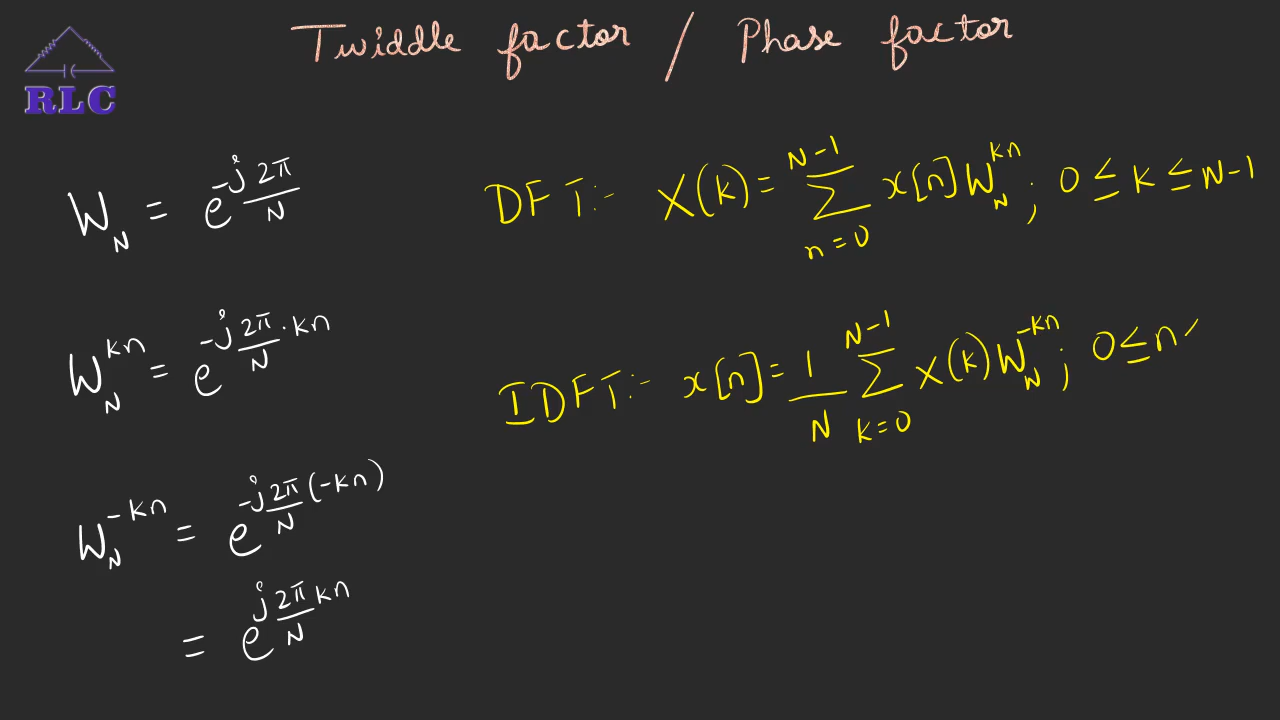 Twiddle factor / Phase factor
RLC
W_N = e^{-j 2π/N}
DFT:- X(k) = Σ_{n=0}^{N-1} x[n] W_N^{kn} ; 0 ≤ k ≤ N-1
W_N^{kn} = e^{-j 2π/N · kn}
IDFT:- x[n] = 1/N Σ_{k=0}^{N-1} X(k) W_N^{-kn} ; 0 ≤ n
W_N^{-kn} = e^{-j 2π/N (-kn)}
= e^{j 2π/N kn}